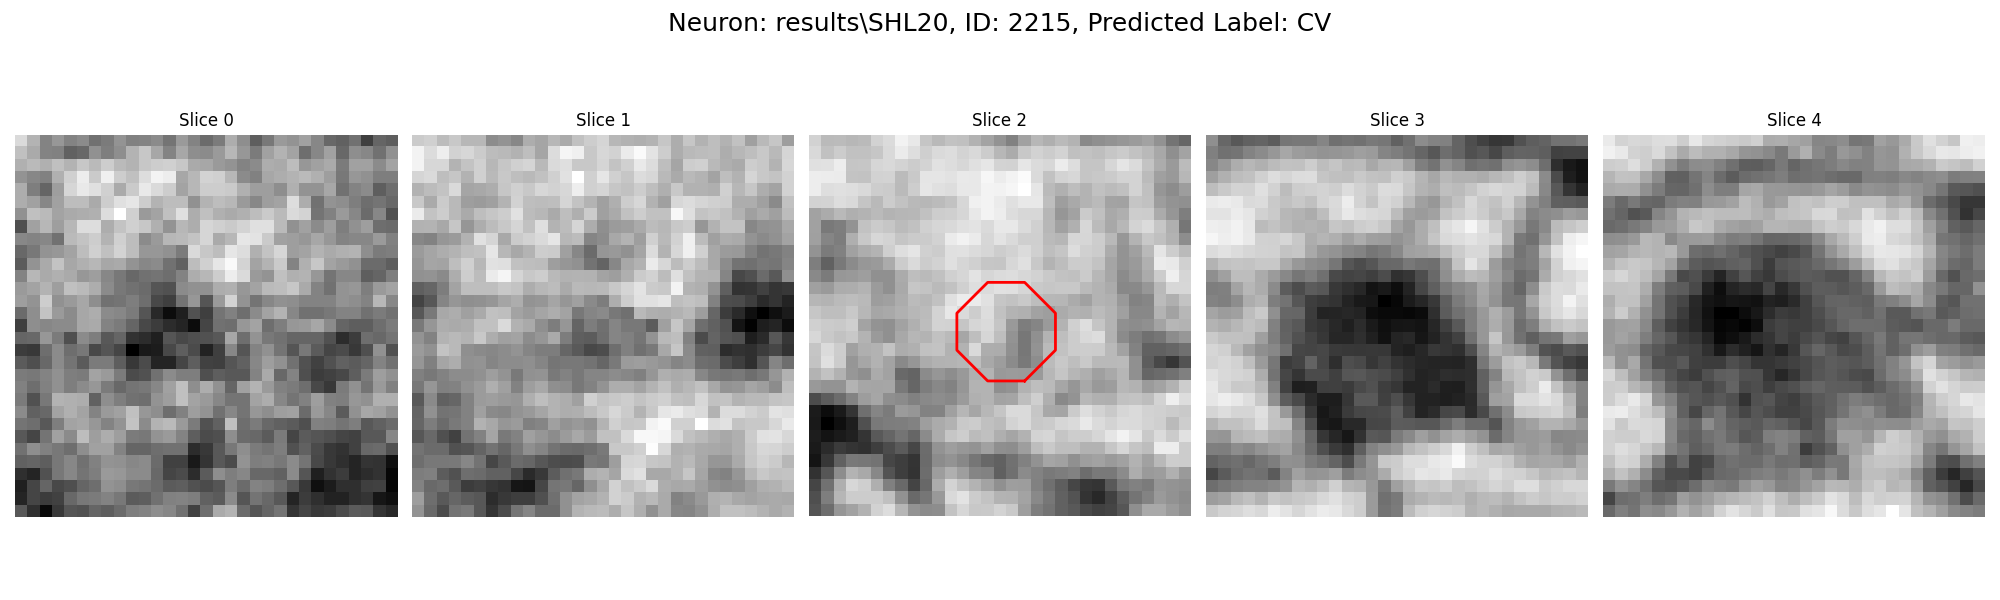 Neuron: results\SHL20, ID: 2215, Predicted Label: CV
Slice 0
Slice 1
Slice 2
Slice 3
Slice 4